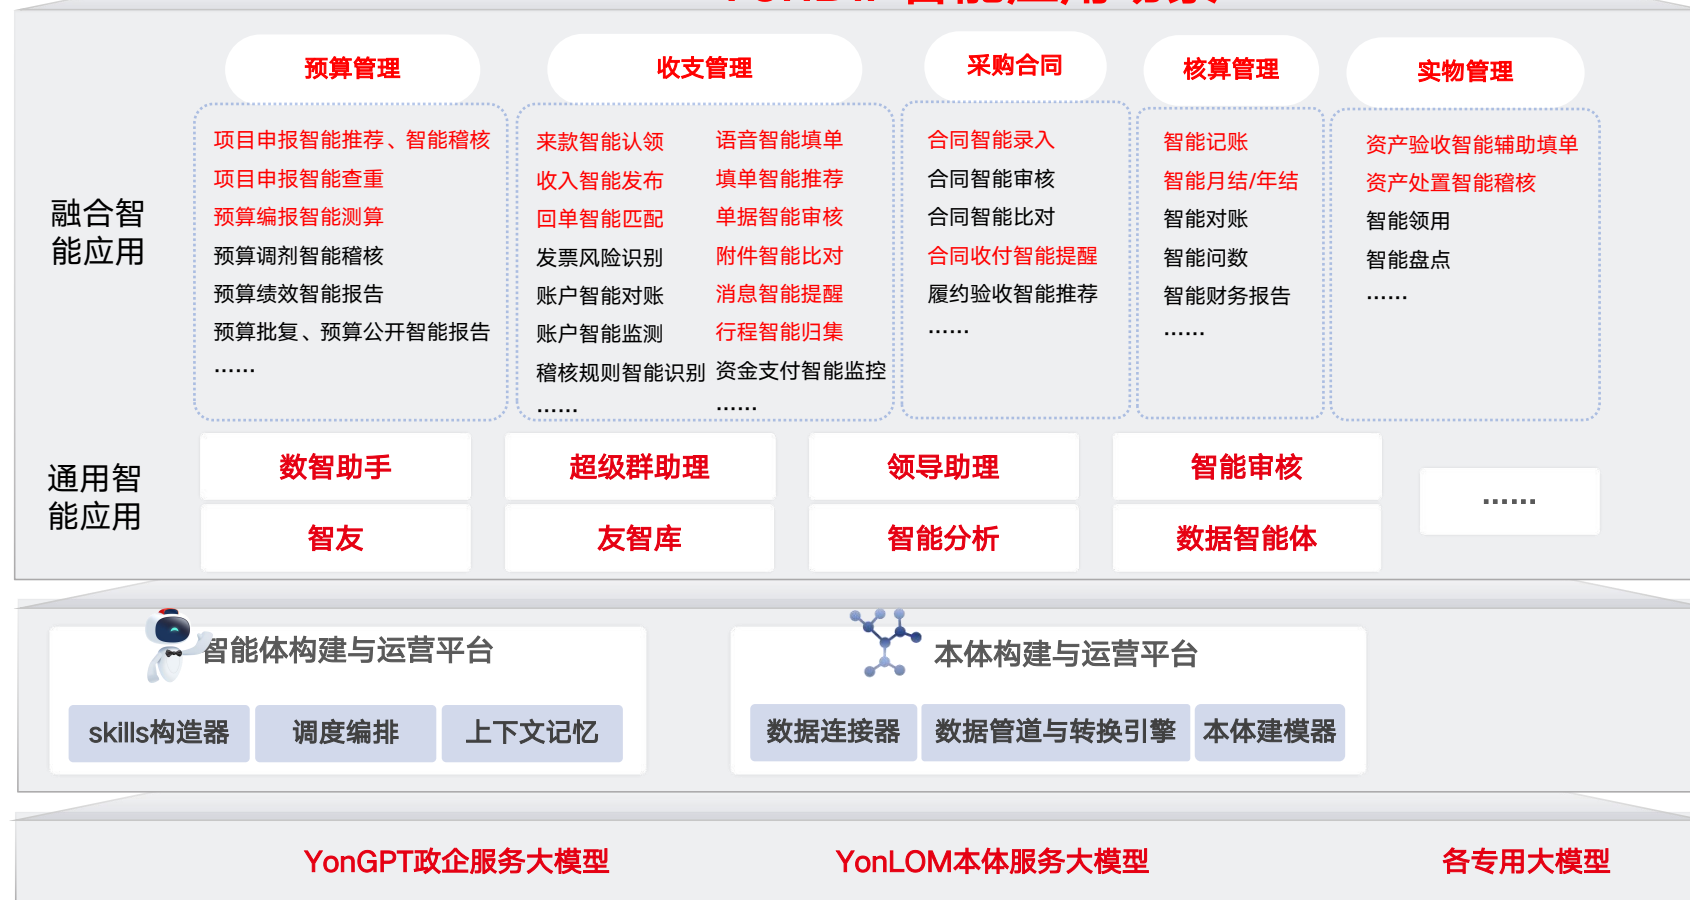 预算管理
收支管理
采购合同
核算管理
实物管理
融合智
能应用
项目申报智能推荐、智能稽核
项目申报智能查重
预算编报智能测算
预算调剂智能稽核
预算绩效智能报告
预算批复、预算公开智能报告
……
来款智能认领
收入智能发布
回单智能匹配
发票风险识别
账户智能对账
账户智能监测
稽核规则智能识别
……
语音智能填单
填单智能推荐
单据智能审核
附件智能比对
消息智能提醒
行程智能归集
资金支付智能监控
……
合同智能录入
合同智能审核
合同智能比对
合同收付智能提醒
履约验收智能推荐
……
智能记账
智能月结/年结
智能对账
智能问数
智能财务报告
……
资产验收智能辅助填单
资产处置智能稽核
智能领用
智能盘点
……
通用智
能应用
数智助手
超级群助理
领导助理
智能审核
……
智友
友智库
智能分析
数据智能体
智能体构建与运营平台
skills构造器
调度编排
上下文记忆
本体构建与运营平台
数据连接器
数据管道与转换引擎
本体建模器
YonGPT政企服务大模型
YonLOM本体服务大模型
各专用大模型